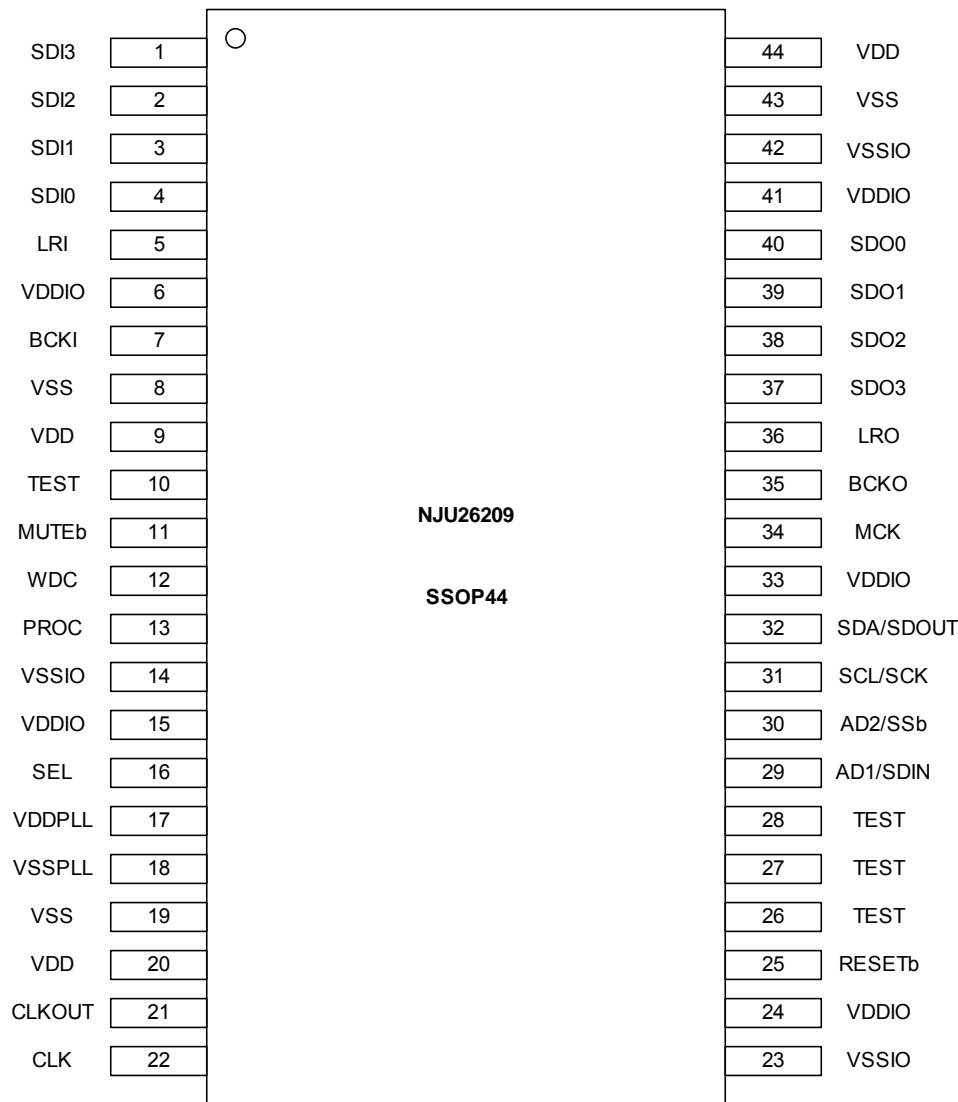 SDI3 1 44 VDD
SDI2 2 43 VSS
SDI1 3 42 VSSIO
SDI0 4 41 VDDIO
LRI 5 40 SDO0
VDDIO 6 39 SDO1
BCKI 7 38 SDO2
VSS 8 37 SDO3
VDD 9 36 LRO
TEST 10 35 BCKO
NJU26209
MUTEb 11 34 MCK
WDC 12 33 VDDIO
SSOP44
PROC 13 32 SDA/SDOUT
VSSIO 14 31 SCL/SCK
VDDIO 15 30 AD2/SSb
SEL 16 29 AD1/SDIN
VDDPLL 17 28 TEST
VSSPLL 18 27 TEST
VSS 19 26 TEST
VDD 20 25 RESETb
CLKOUT 21 24 VDDIO
CLK 22 23 VSSIO